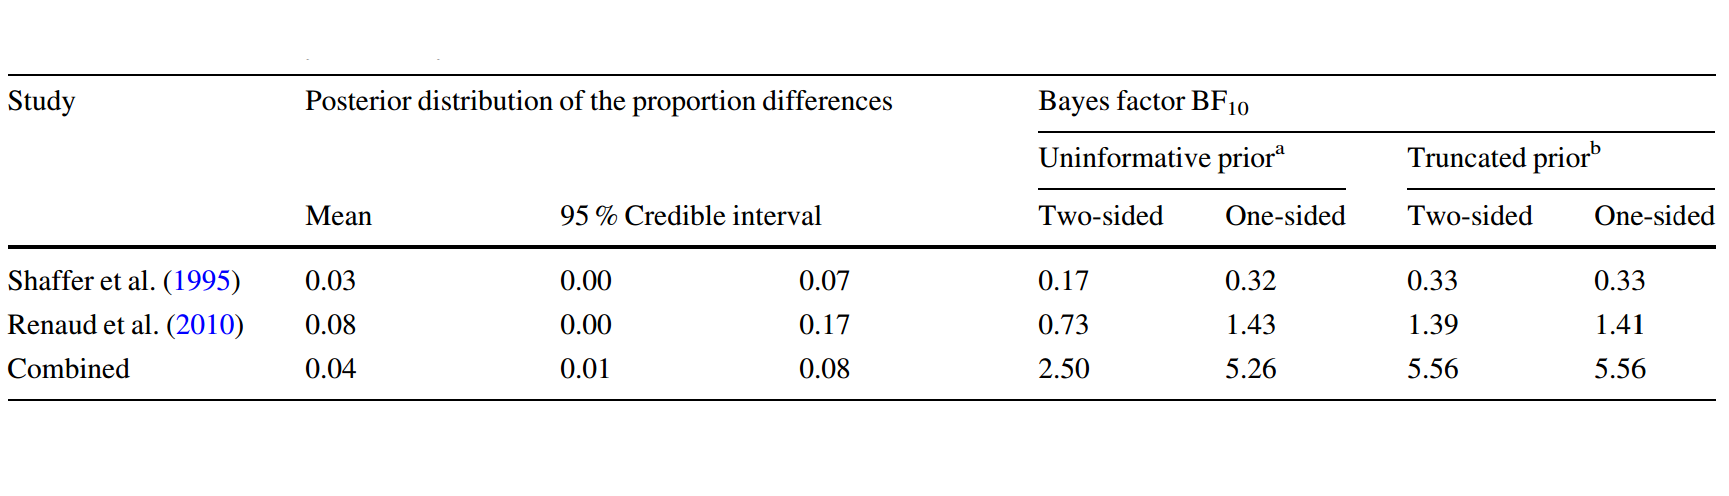 Study Posterior distribution of the proportion differences Bayes factor BF10
Uninformative prior^a Truncated prior^b
Mean 95 % Credible interval Two-sided One-sided Two-sided One-sided
Shaffer et al. (1995) 0.03 0.00 0.07 0.17 0.32 0.33 0.33
Renaud et al. (2010) 0.08 0.00 0.17 0.73 1.43 1.39 1.41
Combined 0.04 0.01 0.08 2.50 5.26 5.56 5.56